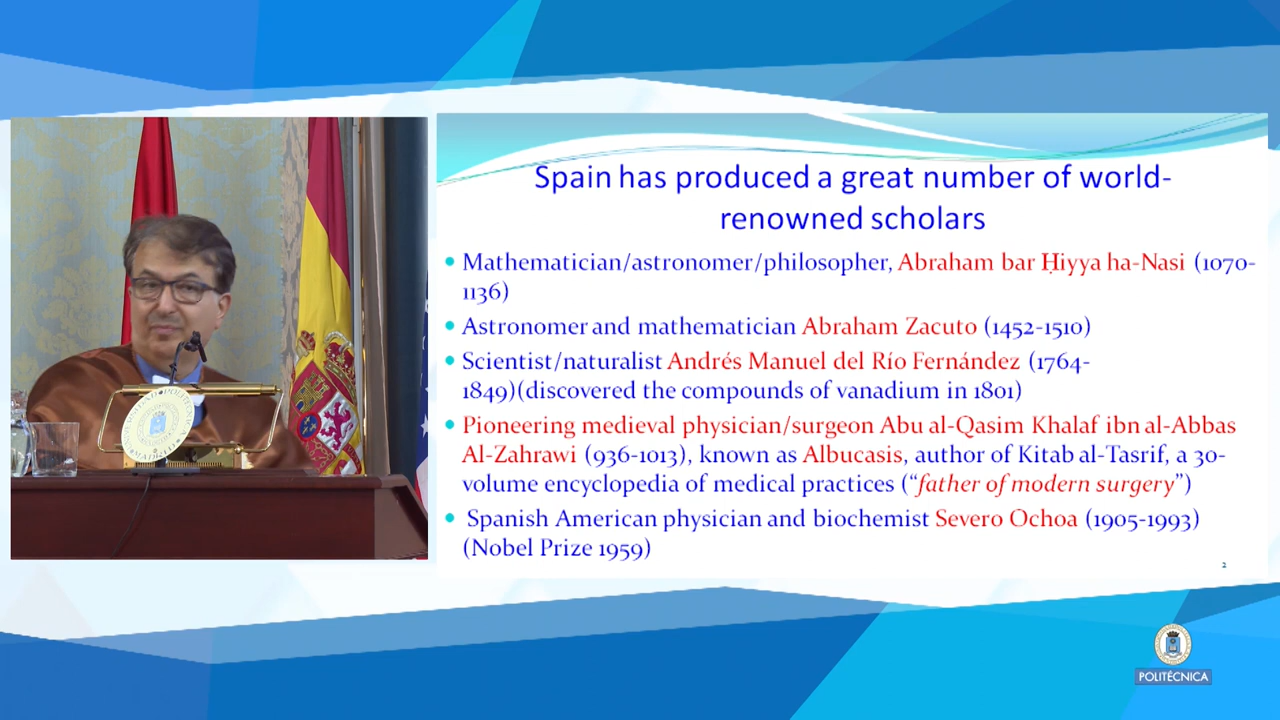 Spain has produced a great number of world-
renowned scholars
• Mathematician/astronomer/philosopher, Abraham bar Ḥiyya ha-Nasi (1070-
1136)
• Astronomer and mathematician Abraham Zacuto (1452-1510)
• Scientist/naturalist Andrés Manuel del Río Fernández (1764-
1849)(discovered the compounds of vanadium in 1801)
• Pioneering medieval physician/surgeon Abu al-Qasim Khalaf ibn al-Abbas
Al-Zahrawi (936-1013), known as Albucasis, author of Kitab al-Tasrif, a 30-
volume encyclopedia of medical practices (“father of modern surgery”)
• Spanish American physician and biochemist Severo Ochoa (1905-1993)
(Nobel Prize 1959)
2
POLITÉCNICA